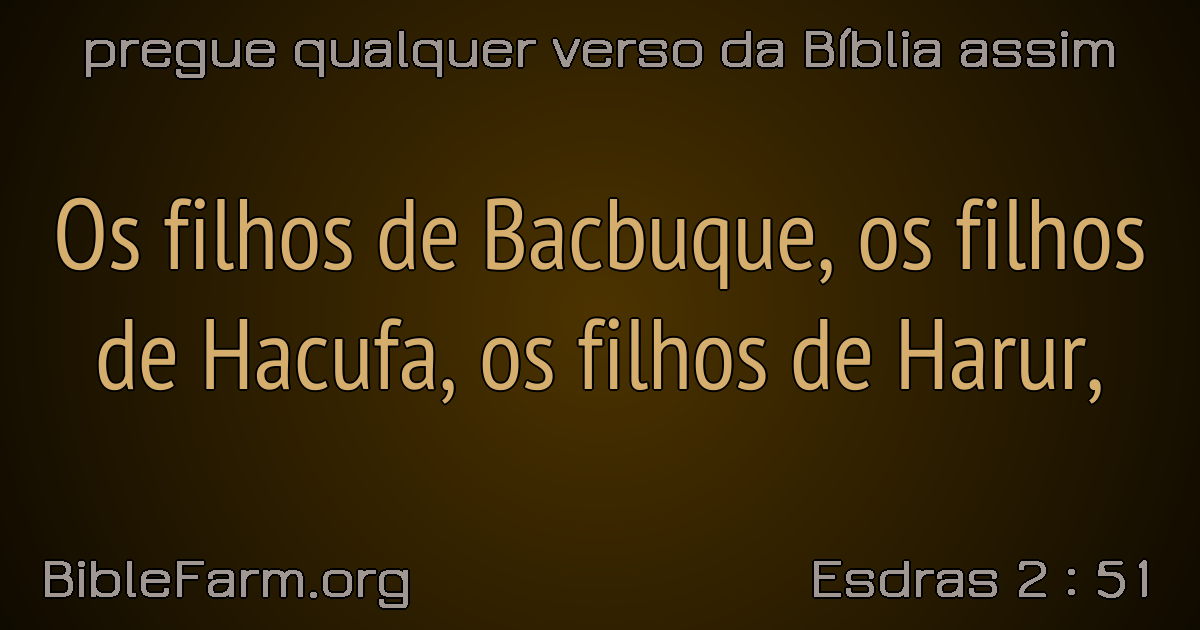 pregue qualquer verso da Bíblia assim
Os filhos de Bacbuque, os filhos
de Hacufa, os filhos de Harur,
BibleFarm.org
Esdras 2 : 51